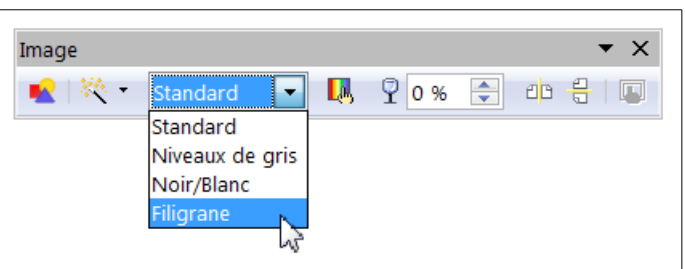 Image
Standard
0 %
Standard
Niveaux de gris
Noir/Blanc
Filigrane